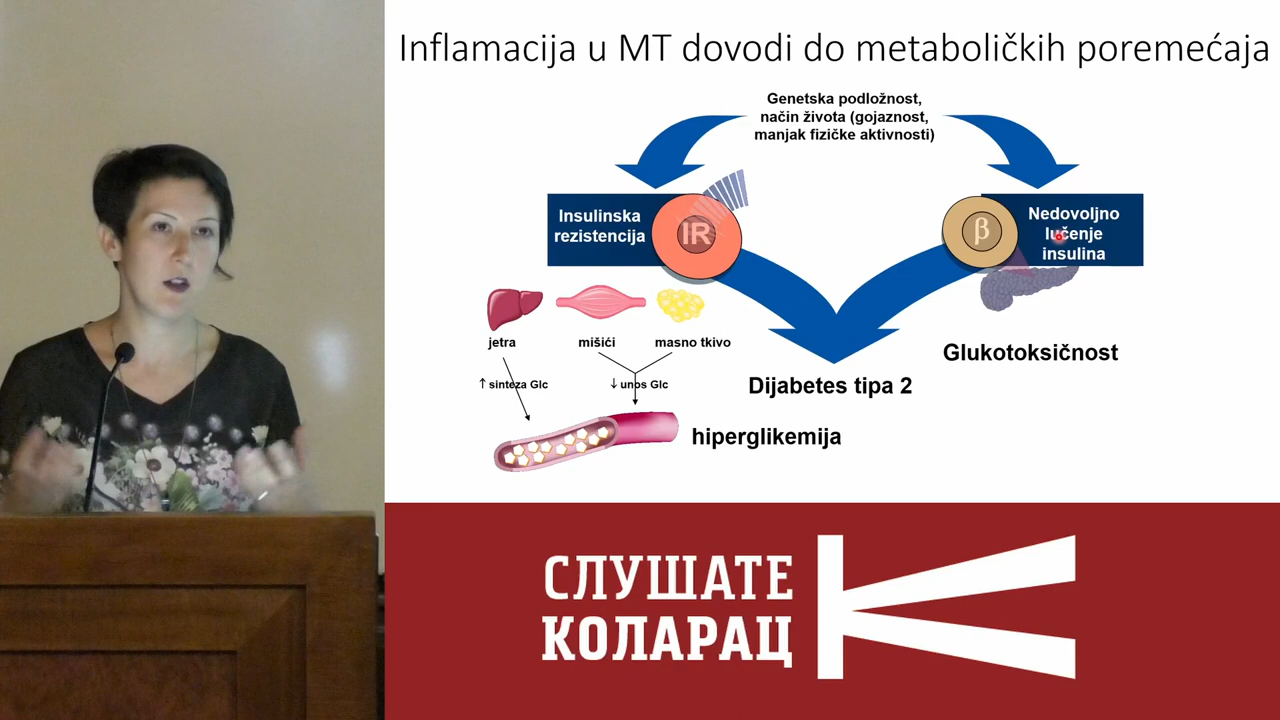 Inflamacija u MT dovodi do metaboličkih poremećaja
Genetska podložnost,
način života (gojaznost,
manjak fizičke aktivnosti)
Insulinska
rezistencija
IR
β
Nedovoljno
lučenje
insulina
jetra
mišići
masno tkivo
↑ sinteza Glc
↓ unos Glc
Glukotoksičnost
Dijabetes tipa 2
hiperglikemija
СЛУШАТЕ
КОЛАРАЦ